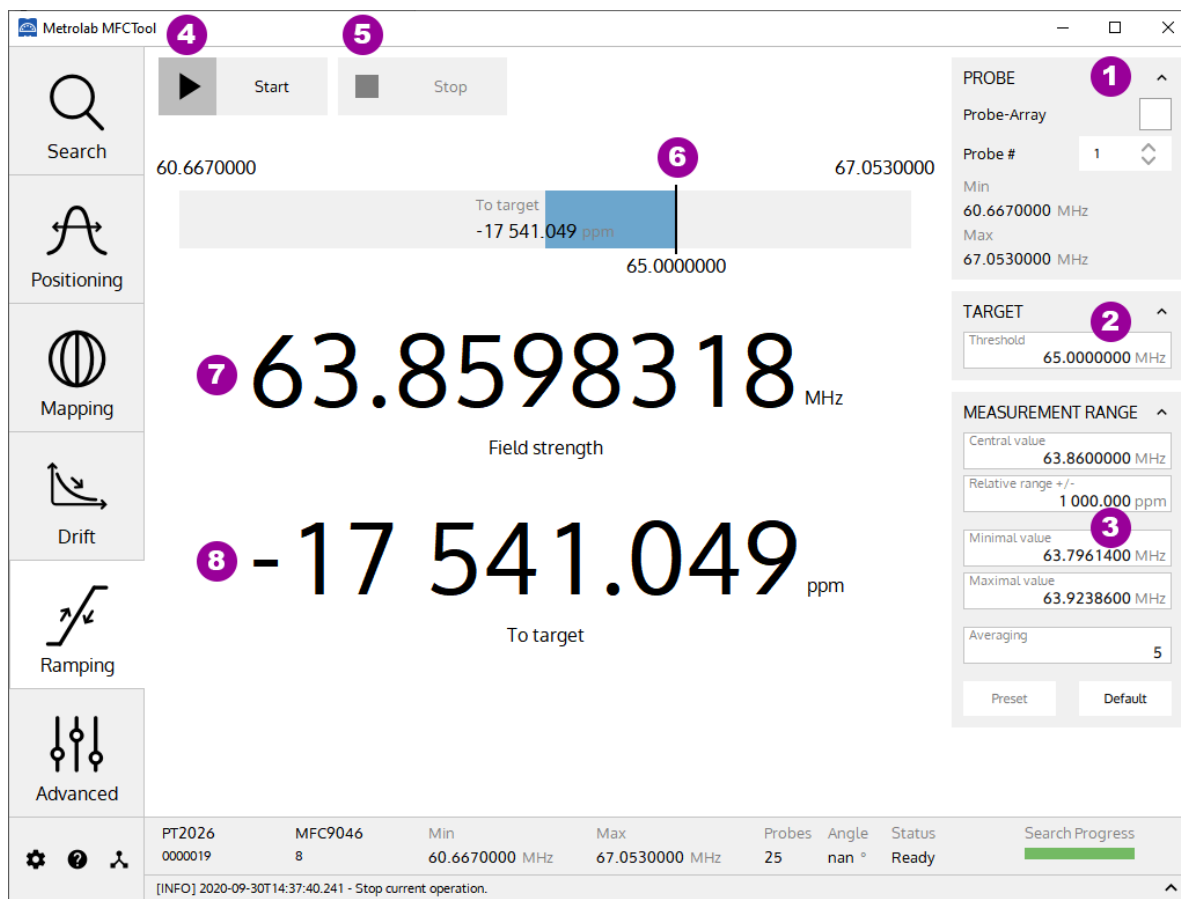 Metrolab MFCTool
4
5
Start
Stop
Search
Positioning
Mapping
Drift
Ramping
Advanced
60.6670000
6
67.0530000
To target
-17 541.049 ppm
65.0000000
7
63.8598318 MHz
Field strength
8
-17 541.049 ppm
To target
PROBE
1
Probe-Array
Probe #
1
Min
60.6670000 MHz
Max
67.0530000 MHz
TARGET
2
Threshold
65.0000000 MHz
MEASUREMENT RANGE
Central value
63.8600000 MHz
Relative range +/-
1 000.000 ppm
3
Minimal value
63.7961400 MHz
Maximal value
63.9238600 MHz
Averaging
5
Preset
Default
PT2026 MFC9046 Min Max Probes Angle Status Search Progress
0000019 8 60.6670000 MHz 67.0530000 MHz 25 nan ° Ready
[INFO] 2020-09-30T14:37:40.241 - Stop current operation.